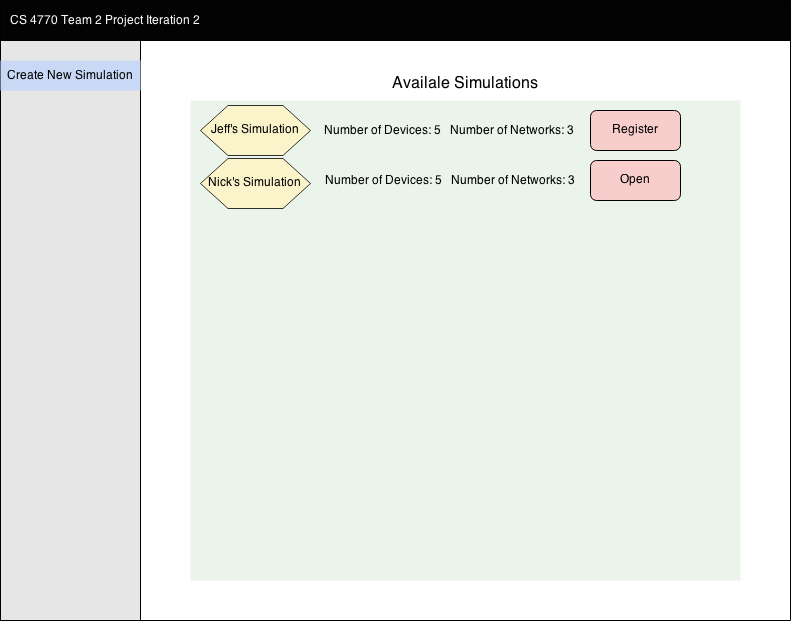 CS 4770 Team 2 Project Iteration 2
Create New Simulation
Availale Simulations
Jeff's Simulation Number of Devices: 5 Number of Networks: 3 Register
Nick's Simulation Number of Devices: 5 Number of Networks: 3 Open